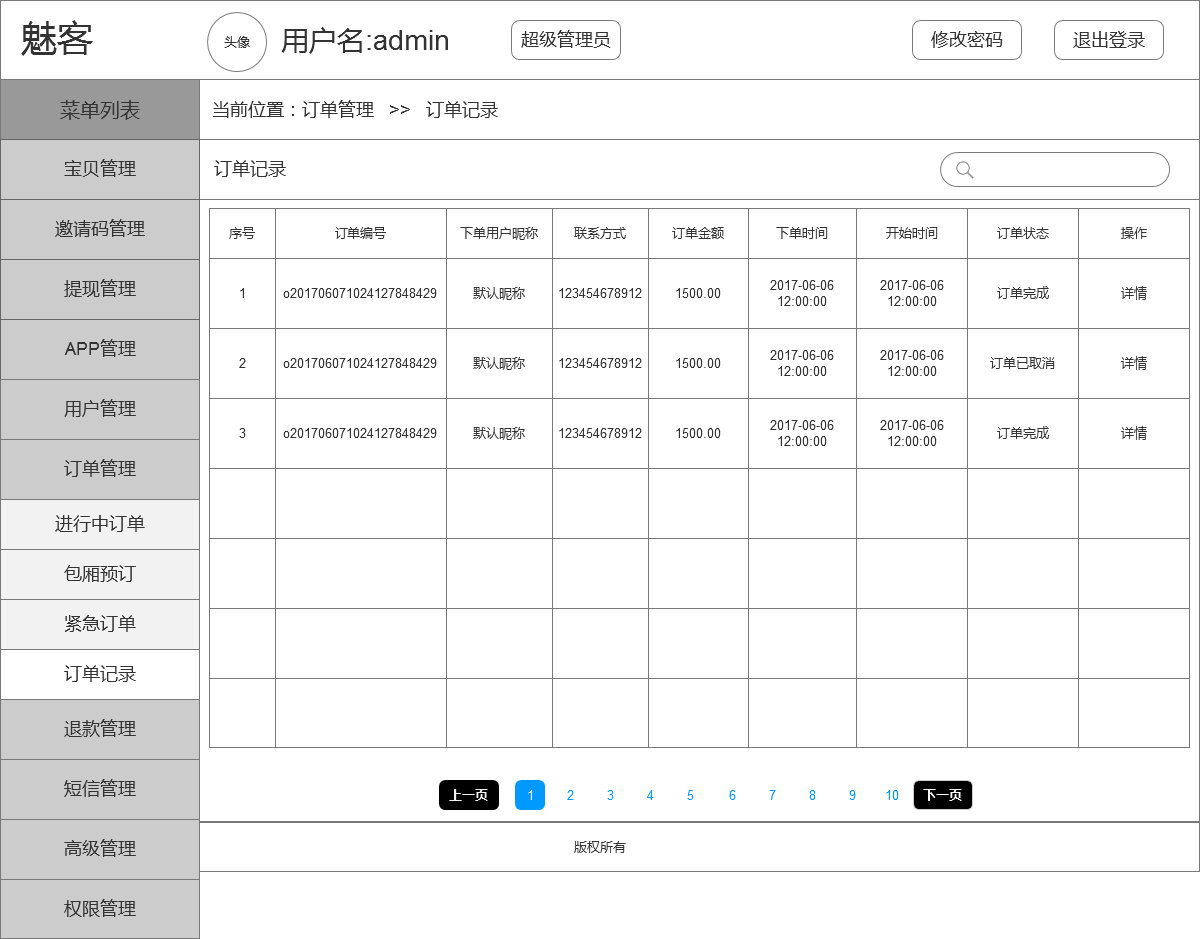 魅客
头像
用户名:admin
超级管理员
修改密码
退出登录
菜单列表
当前位置：订单管理 >> 订单记录
宝贝管理
订单记录
邀请码管理
提现管理
APP管理
用户管理
订单管理
进行中订单
包厢预订
紧急订单
订单记录
退款管理
短信管理
高级管理
权限管理
序号 订单编号 下单用户昵称 联系方式 订单金额 下单时间 开始时间 订单状态 操作
1 o201706071024127848429 默认昵称 123454678912 1500.00 2017-06-06 12:00:00 2017-06-06 12:00:00 订单完成 详情
2 o201706071024127848429 默认昵称 123454678912 1500.00 2017-06-06 12:00:00 2017-06-06 12:00:00 订单已取消 详情
3 o201706071024127848429 默认昵称 123454678912 1500.00 2017-06-06 12:00:00 2017-06-06 12:00:00 订单完成 详情
上一页 1 2 3 4 5 6 7 8 9 10 下一页
版权所有